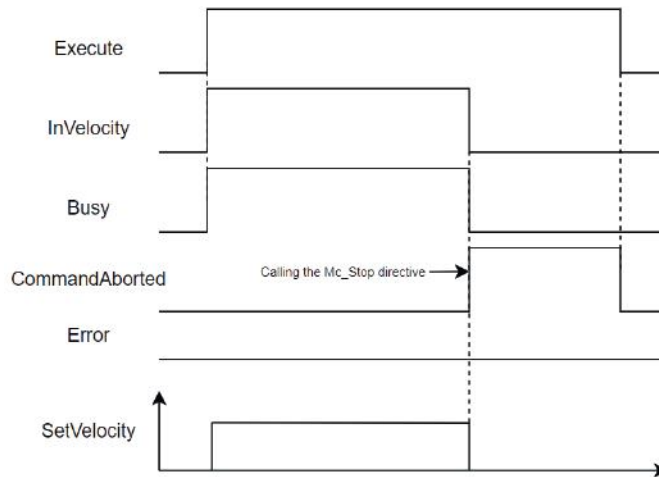 Execute
InVelocity
Busy
Calling the Mc_Stop directive
CommandAborted
Error
SetVelocity